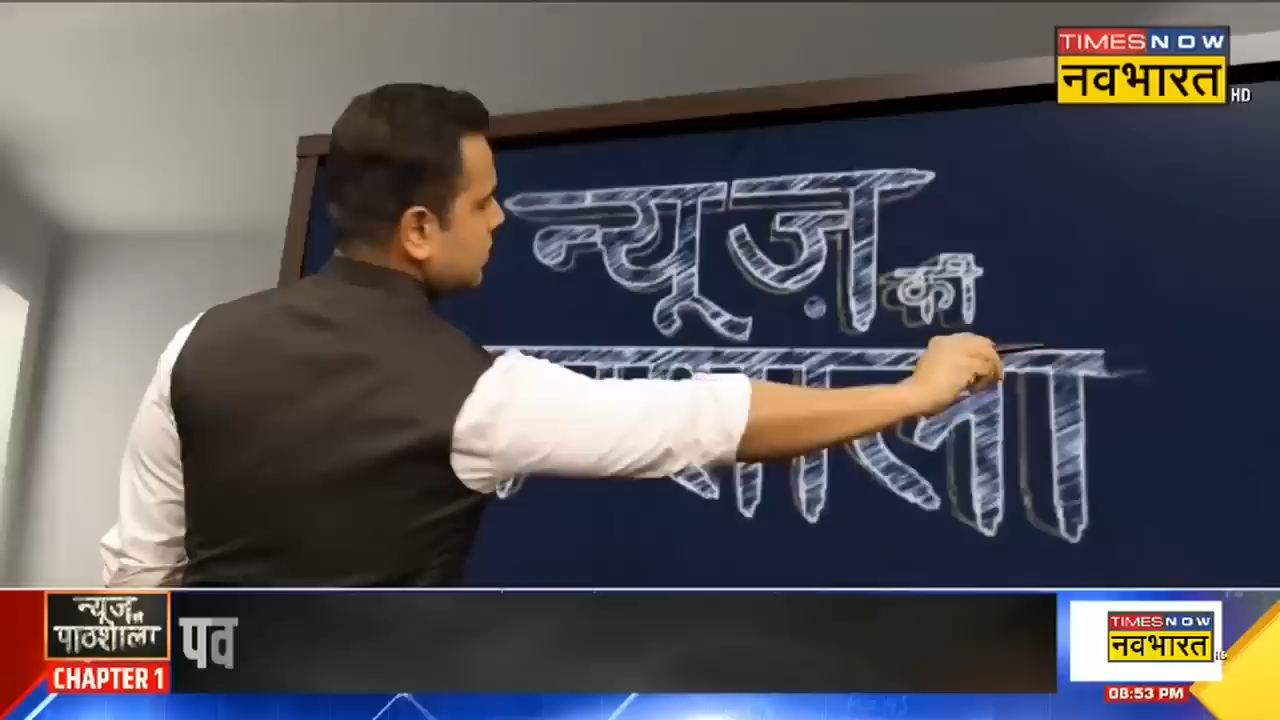 TIMES NOW
नवभारत HD
न्यूज़ की
न्यूज़ की
पाठशाला
CHAPTER 1
पव
TIMES NOW
नवभारत
08:53 PM